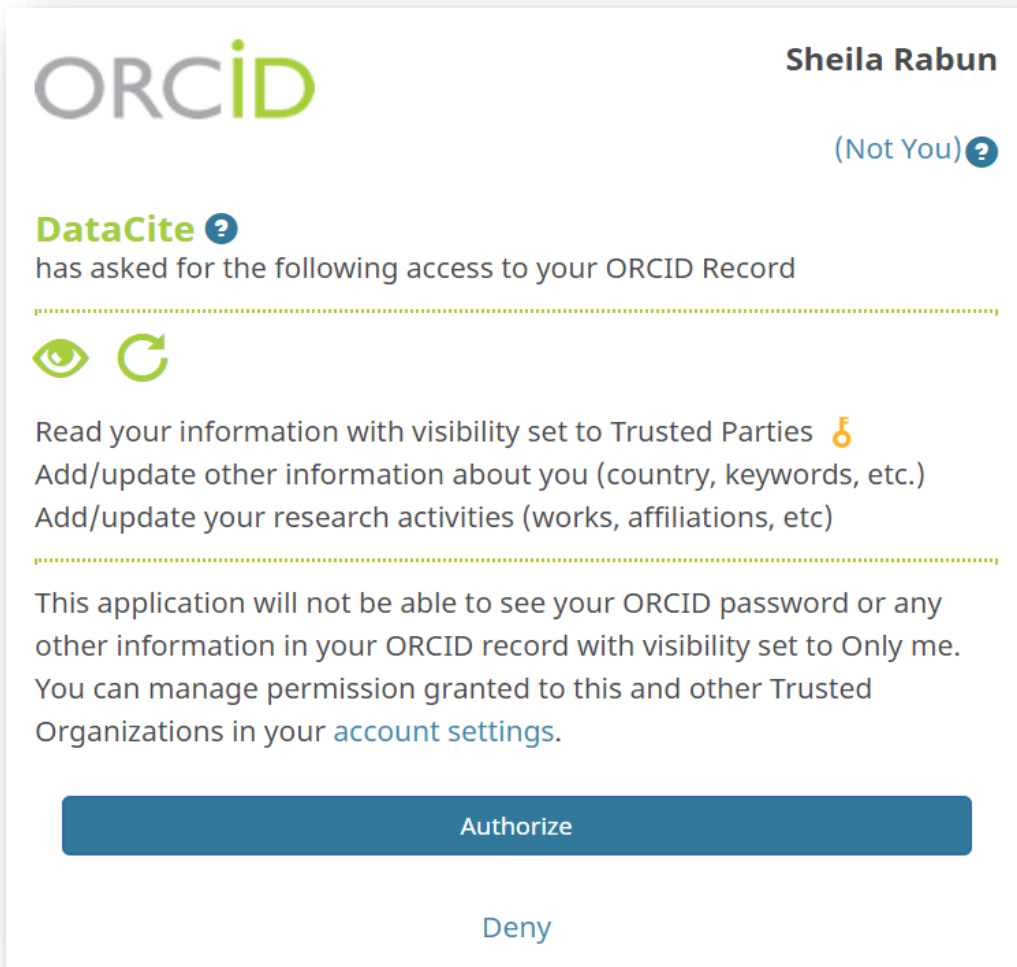 ORCiD
Sheila Rabun
(Not You) ?
DataCite ?
has asked for the following access to your ORCID Record
Read your information with visibility set to Trusted Parties
Add/update other information about you (country, keywords, etc.)
Add/update your research activities (works, affiliations, etc)
This application will not be able to see your ORCID password or any
other information in your ORCID record with visibility set to Only me.
You can manage permission granted to this and other Trusted
Organizations in your account settings.
Authorize
Deny